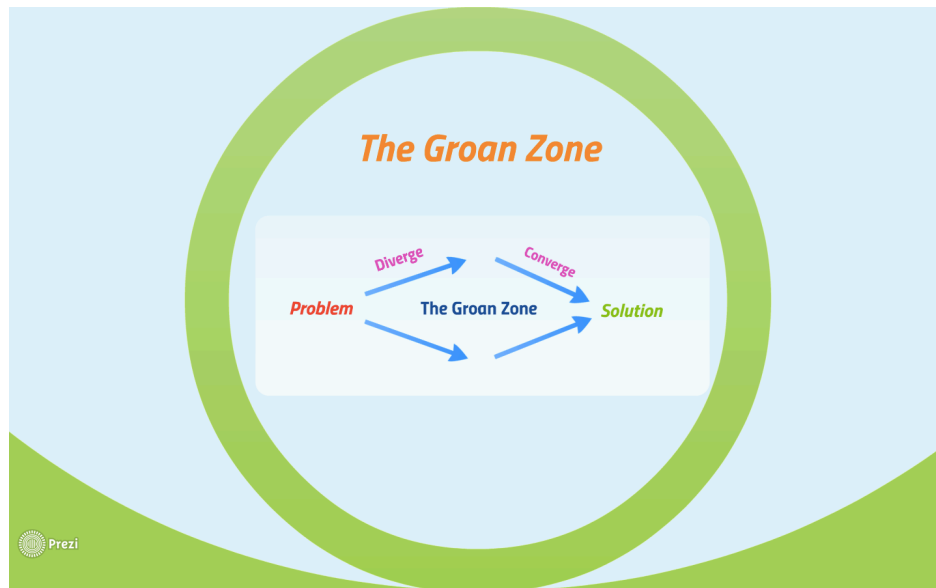 The Groan Zone
Diverge
Converge
Problem
The Groan Zone
Solution
Prezi